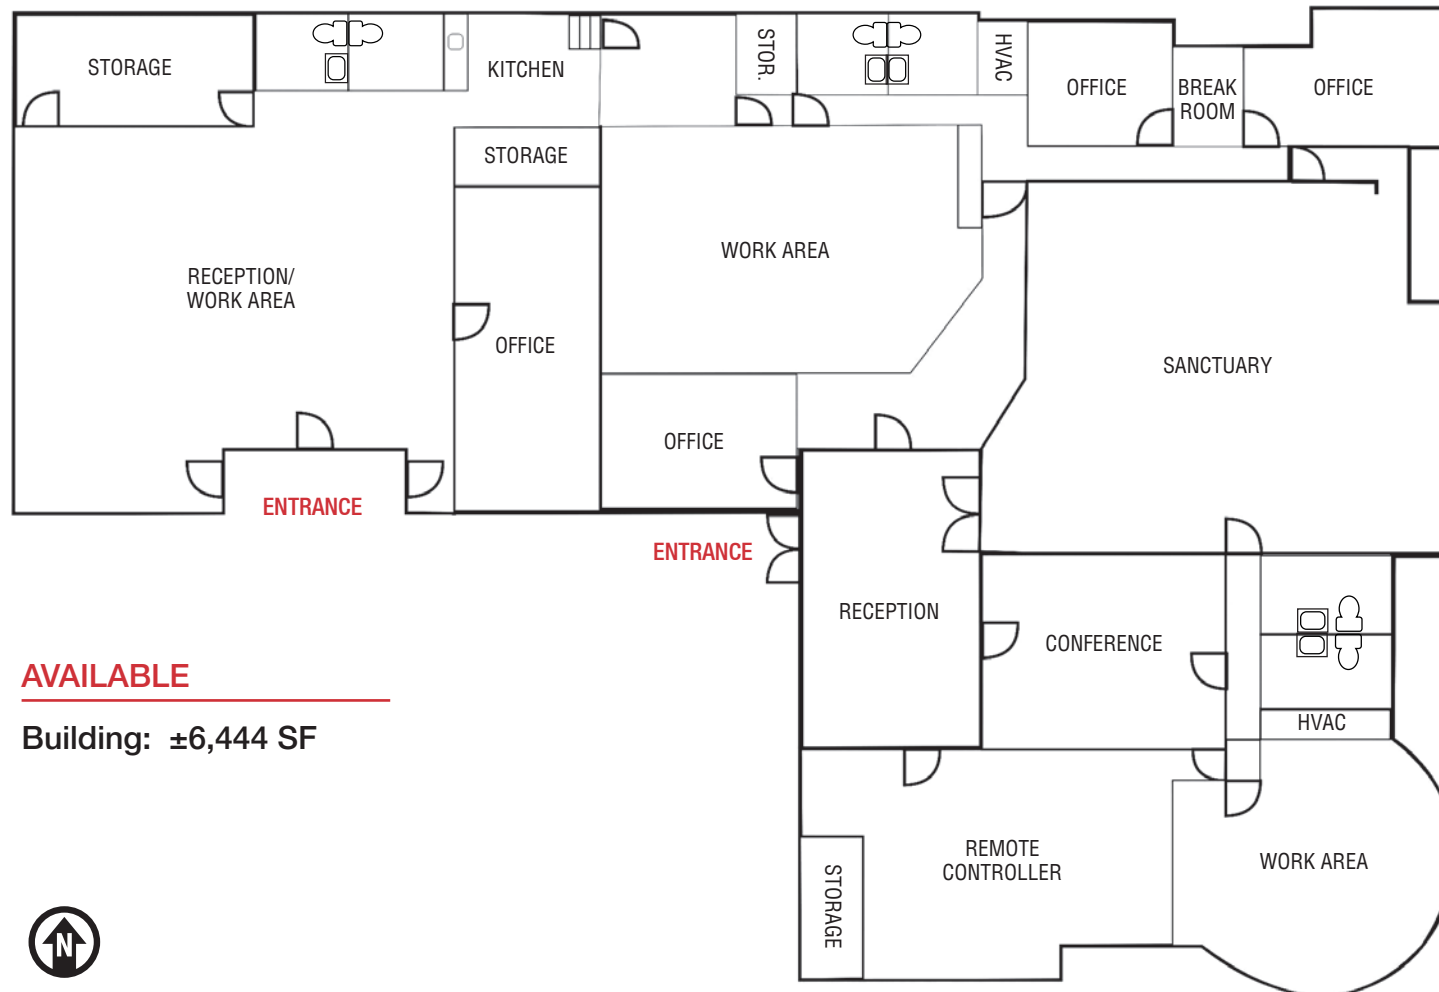 STORAGE
KITCHEN
STOR.
HVAC
OFFICE
BREAK
ROOM
OFFICE
STORAGE
WORK AREA
RECEPTION/
WORK AREA
OFFICE
SANCTUARY
OFFICE
ENTRANCE
ENTRANCE
RECEPTION
CONFERENCE
HVAC
AVAILABLE
Building: ±6,444 SF
REMOTE
CONTROLLER
WORK AREA
STORAGE
N